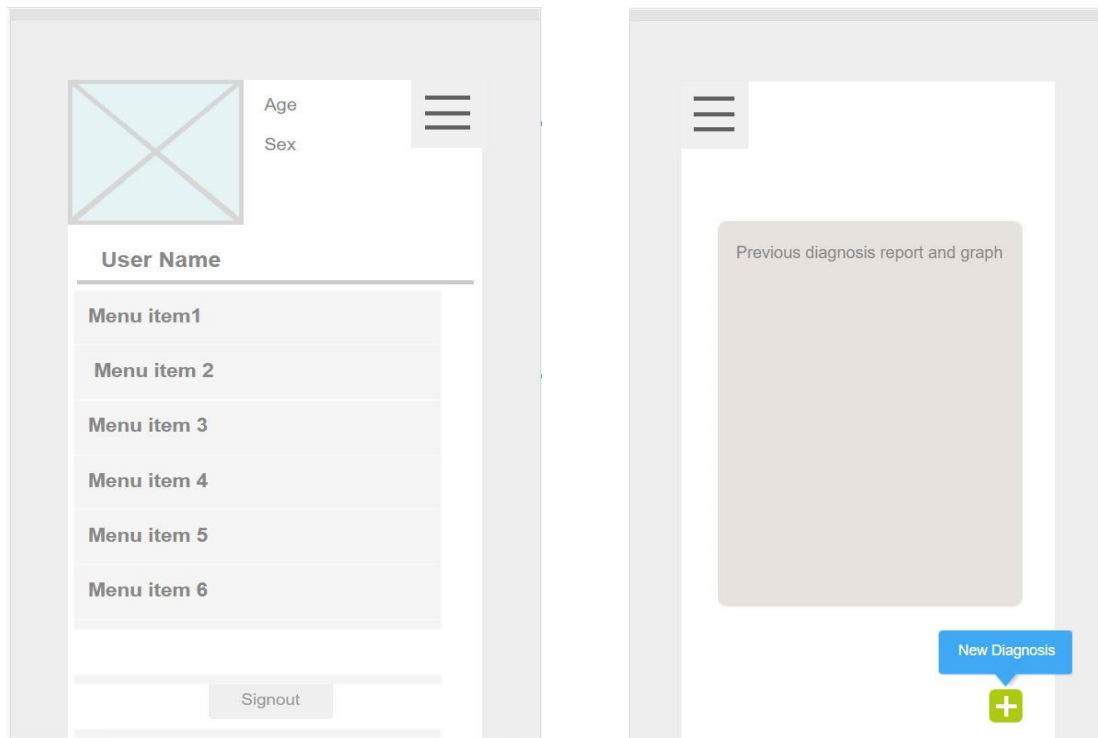 Age
Sex
User Name
Menu item1
Menu item 2
Menu item 3
Menu item 4
Menu item 5
Menu item 6
Signout
Previous diagnosis report and graph
New Diagnosis